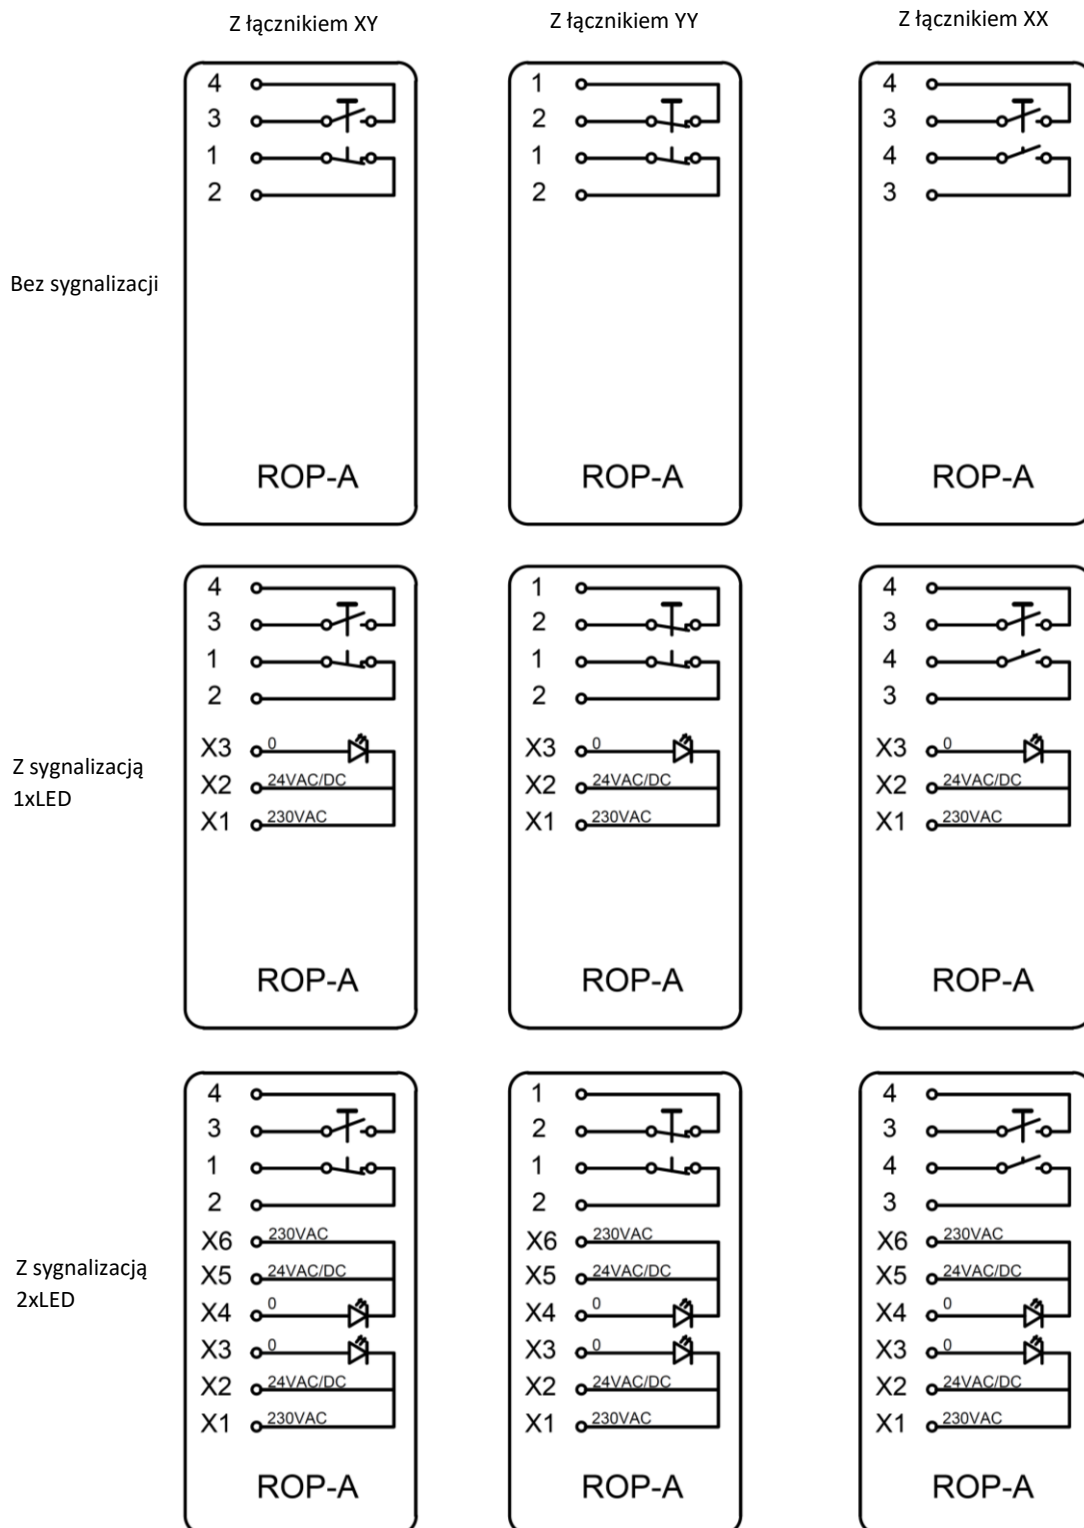 Z łącznikiem XY
Z łącznikiem YY
Z łącznikiem XX
Bez sygnalizacji
4
3
1
2
ROP-A
1
2
1
2
ROP-A
4
3
4
3
ROP-A
Z sygnalizacją
1xLED
4
3
1
2
X3 0
X2 24VAC/DC
X1 230VAC
ROP-A
1
2
1
2
X3 0
X2 24VAC/DC
X1 230VAC
ROP-A
4
3
4
3
X3 0
X2 24VAC/DC
X1 230VAC
ROP-A
Z sygnalizacją
2xLED
4
3
1
2
X6 230VAC
X5 24VAC/DC
X4 0
X3 0
X2 24VAC/DC
X1 230VAC
ROP-A
1
2
1
2
X6 230VAC
X5 24VAC/DC
X4 0
X3 0
X2 24VAC/DC
X1 230VAC
ROP-A
4
3
4
3
X6 230VAC
X5 24VAC/DC
X4 0
X3 0
X2 24VAC/DC
X1 230VAC
ROP-A